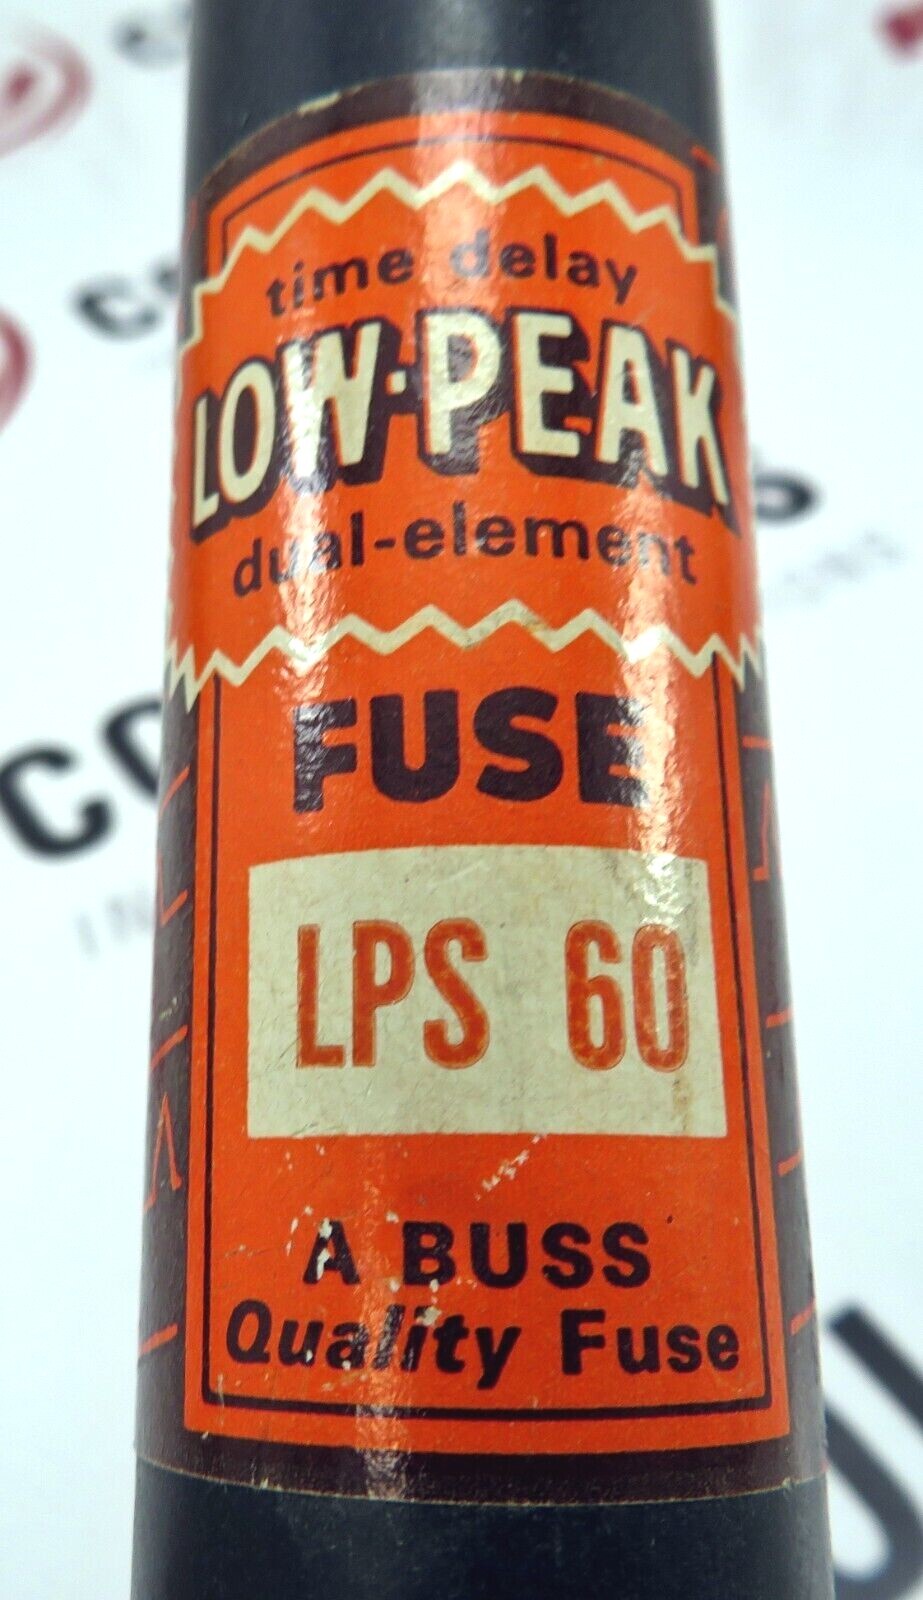 time delay
LOW-PEAK
dual-element
FUSE
LPS 60
A BUSS
Quality Fuse